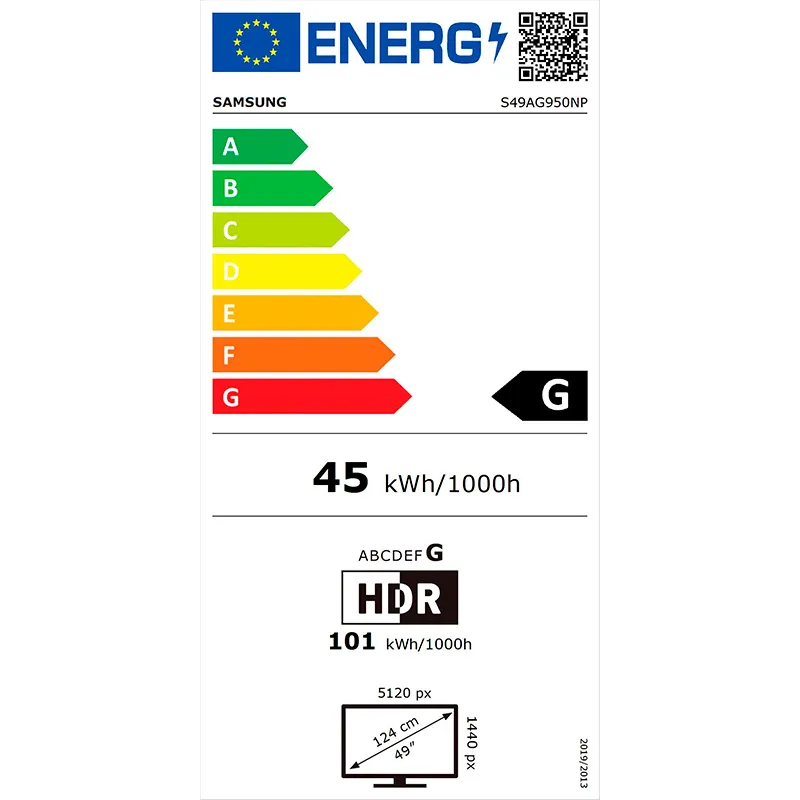 ENERG
SAMSUNG S49AG950NP
A
B
C
D
E
F
G
G
45 kWh/1000h
ABCDEFG
HDR
101 kWh/1000h
5120 px
124 cm
49”
1440 px
2019/2013